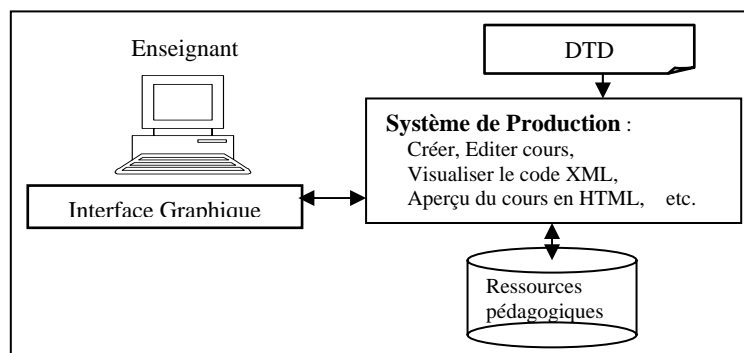 Enseignant
DTD
Système de Production :
Créer, Editer cours,
Visualiser le code XML,
Aperçu du cours en HTML, etc.
Interface Graphique
Ressources
pédagogiques